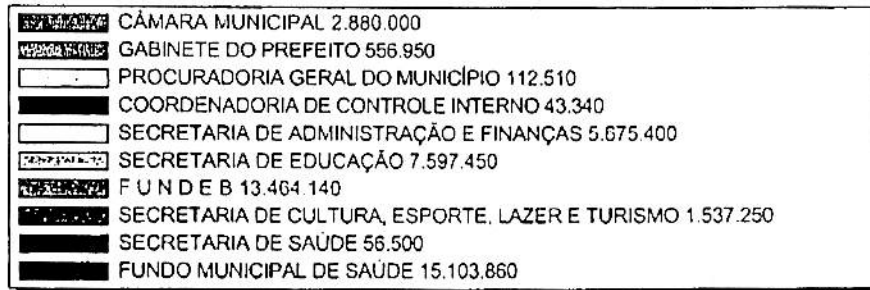 CÂMARA MUNICIPAL 2.880.000
GABINETE DO PREFEITO 556.950
PROCURADORIA GERAL DO MUNICÍPIO 112.510
COORDENADORIA DE CONTROLE INTERNO 43.340
SECRETARIA DE ADMINISTRAÇÃO E FINANÇAS 5.675.400
SECRETARIA DE EDUCAÇÃO 7.597.450
F U N D E B 13.464.140
SECRETARIA DE CULTURA, ESPORTE, LAZER E TURISMO 1.537.250
SECRETARIA DE SAÚDE 56.500
FUNDO MUNICIPAL DE SAÚDE 15.103.860